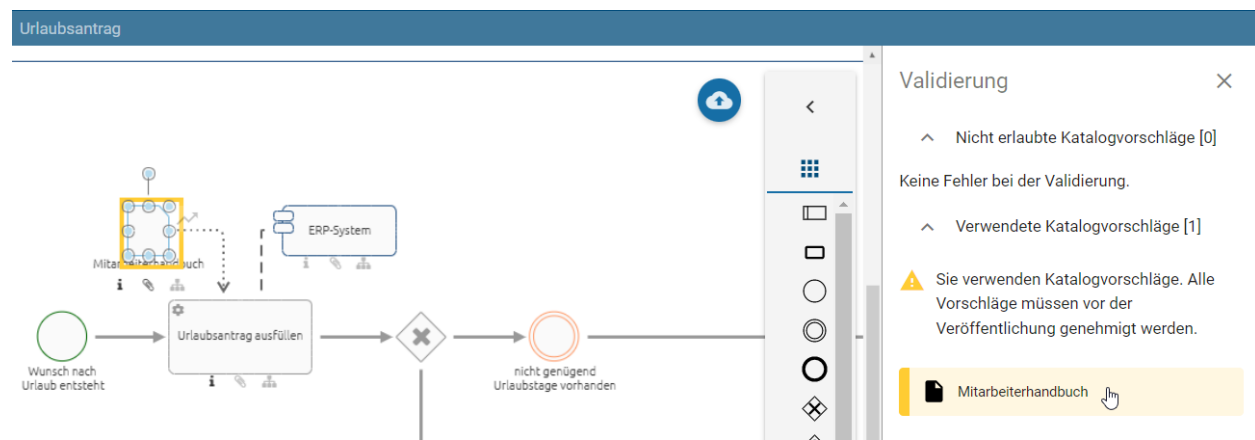 Urlaubsantrag
Validierung
Nicht erlaubte Katalogvorschläge [0]
Keine Fehler bei der Validierung.
Verwendete Katalogvorschläge [1]
Sie verwenden Katalogvorschläge. Alle
Vorschläge müssen vor der
Veröffentlichung genehmigt werden.
Mitarbeiterhandbuch
ERP-System
Mitarbeiterhandbuch
Urlaubsantrag ausfüllen
Wunsch nach
Urlaub entsteht
nicht genügend
Urlaubstage vorhanden